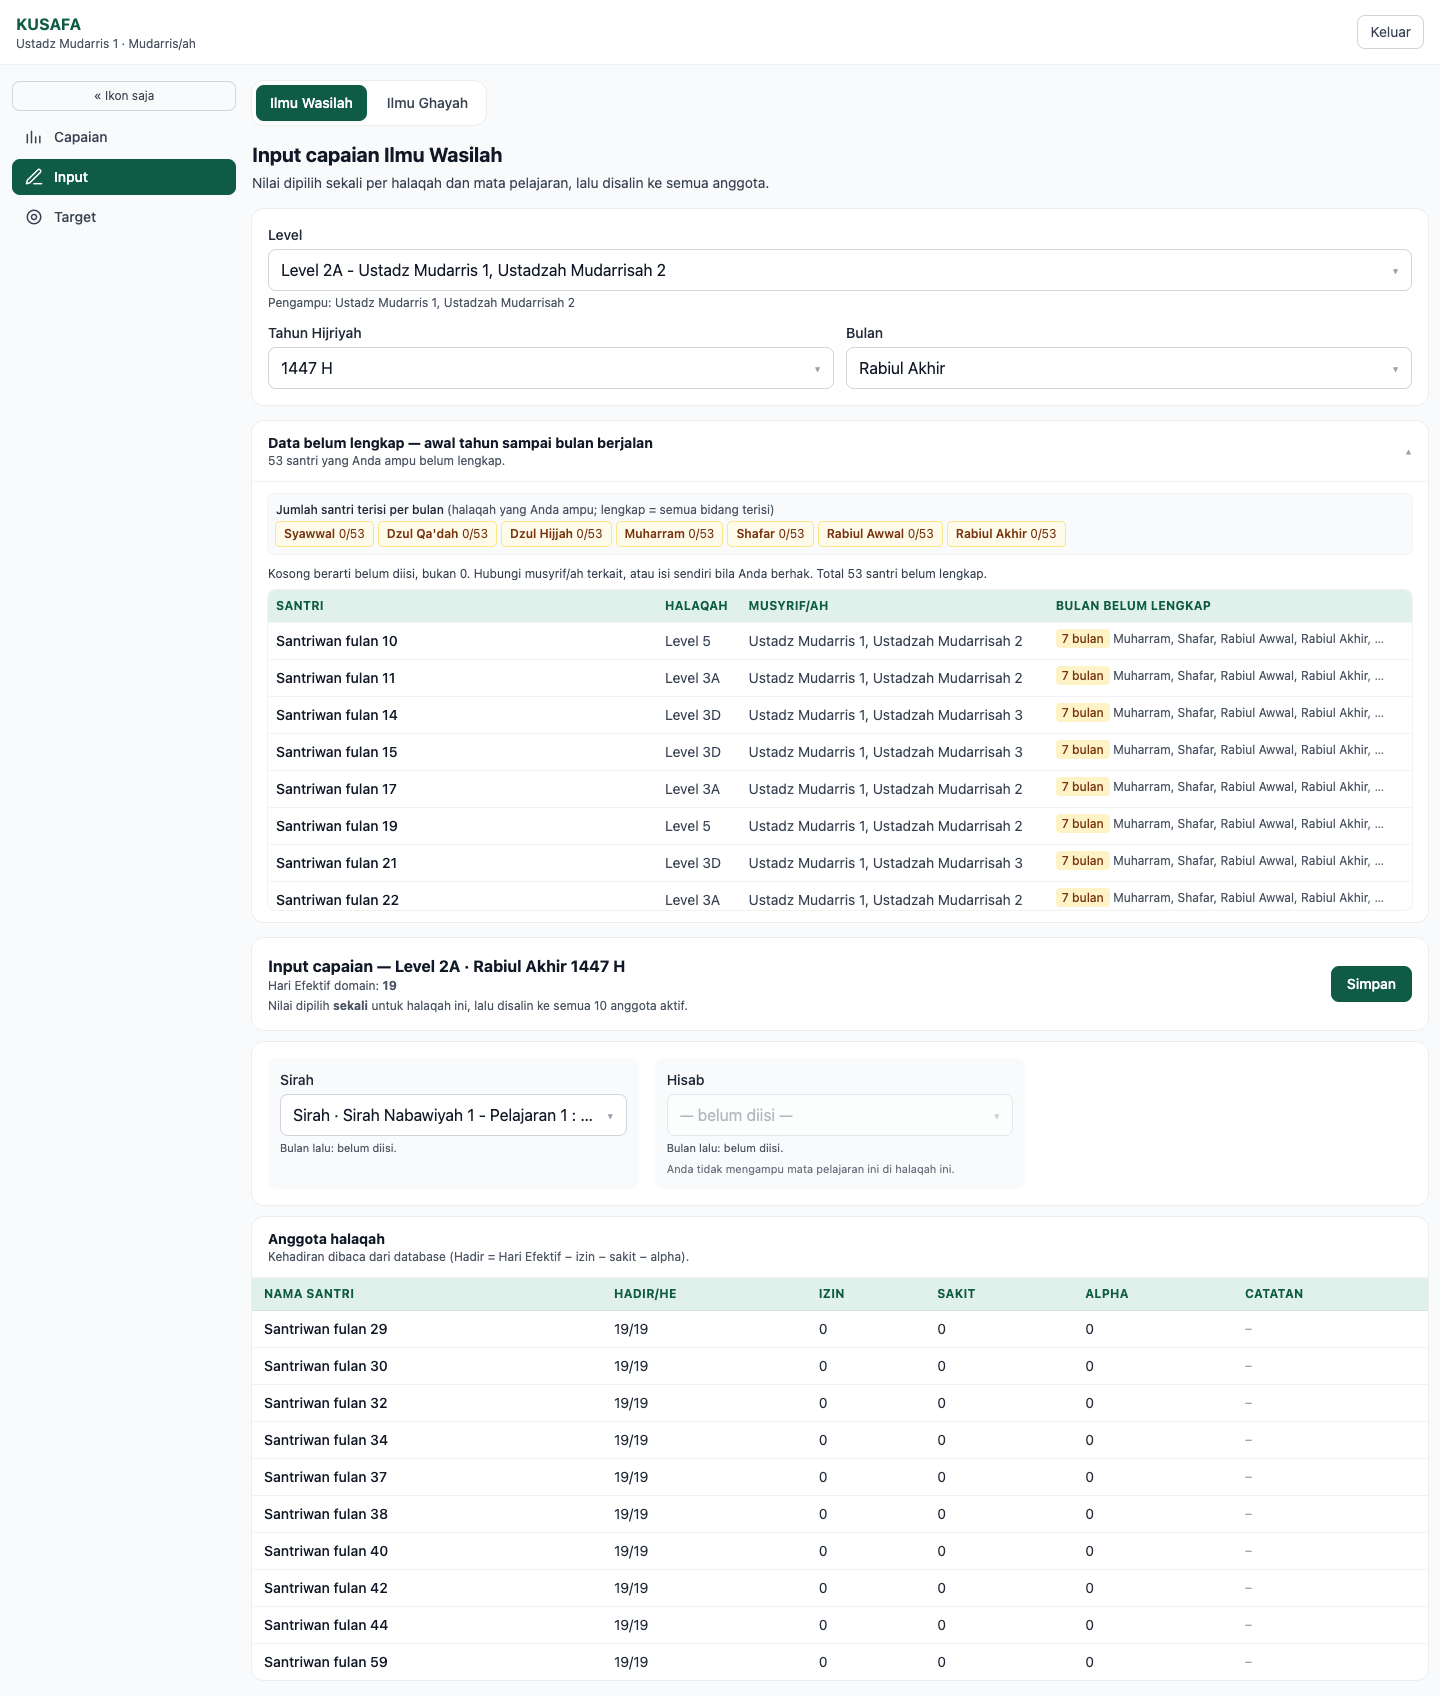 KUSAFA
Ustadz Mudarris 1 · Mudarris/ah
Keluar
« Ikon saja
Capaian
Input
Target
Ilmu Wasilah
Ilmu Ghayah
Input capaian Ilmu Wasilah
Nilai dipilih sekali per halaqah dan mata pelajaran, lalu disalin ke semua anggota.
Level
Level 2A - Ustadz Mudarris 1, Ustadzah Mudarrisah 2
Pengampu: Ustadz Mudarris 1, Ustadzah Mudarrisah 2
Tahun Hijriyah
Bulan
1447 H
Rabiul Akhir
Data belum lengkap — awal tahun sampai bulan berjalan
53 santri yang Anda ampu belum lengkap.
Jumlah santri terisi per bulan (halaqah yang Anda ampu; lengkap = semua bidang terisi)
Syawwal 0/53 Dzul Qa'dah 0/53 Dzul Hijjah 0/53 Muharram 0/53 Shafar 0/53 Rabiul Awwal 0/53 Rabiul Akhir 0/53
Kosong berarti belum diisi, bukan 0. Hubungi musyrif/ah terkait, atau isi sendiri bila Anda berhak. Total 53 santri belum lengkap.
SANTRI HALAQAH MUSYRIF/AH BULAN BELUM LENGKAP
Santriwan fulan 10 Level 5 Ustadz Mudarris 1, Ustadzah Mudarrisah 2 7 bulan Muharram, Shafar, Rabiul Awwal, Rabiul Akhir, ...
Santriwan fulan 11 Level 3A Ustadz Mudarris 1, Ustadzah Mudarrisah 2 7 bulan Muharram, Shafar, Rabiul Awwal, Rabiul Akhir, ...
Santriwan fulan 14 Level 3D Ustadz Mudarris 1, Ustadzah Mudarrisah 3 7 bulan Muharram, Shafar, Rabiul Awwal, Rabiul Akhir, ...
Santriwan fulan 15 Level 3D Ustadz Mudarris 1, Ustadzah Mudarrisah 3 7 bulan Muharram, Shafar, Rabiul Awwal, Rabiul Akhir, ...
Santriwan fulan 17 Level 3A Ustadz Mudarris 1, Ustadzah Mudarrisah 2 7 bulan Muharram, Shafar, Rabiul Awwal, Rabiul Akhir, ...
Santriwan fulan 19 Level 5 Ustadz Mudarris 1, Ustadzah Mudarrisah 2 7 bulan Muharram, Shafar, Rabiul Awwal, Rabiul Akhir, ...
Santriwan fulan 21 Level 3D Ustadz Mudarris 1, Ustadzah Mudarrisah 3 7 bulan Muharram, Shafar, Rabiul Awwal, Rabiul Akhir, ...
Santriwan fulan 22 Level 3A Ustadz Mudarris 1, Ustadzah Mudarrisah 2 7 bulan Muharram, Shafar, Rabiul Awwal, Rabiul Akhir, ...
Input capaian — Level 2A · Rabiul Akhir 1447 H
Hari Efektif domain: 19
Nilai dipilih sekali untuk halaqah ini, lalu disalin ke semua 10 anggota aktif.
Simpan
Sirah
Sirah · Sirah Nabawiyah 1 - Pelajaran 1 : ...
Bulan lalu: belum diisi.
Hisab
— belum diisi —
Bulan lalu: belum diisi.
Anda tidak mengampu mata pelajaran ini di halaqah ini.
Anggota halaqah
Kehadiran dibaca dari database (Hadir = Hari Efektif − izin − sakit − alpha).
NAMA SANTRI HADIR/HE IZIN SAKIT ALPHA CATATAN
Santriwan fulan 29 19/19 0 0 0 –
Santriwan fulan 30 19/19 0 0 0 –
Santriwan fulan 32 19/19 0 0 0 –
Santriwan fulan 34 19/19 0 0 0 –
Santriwan fulan 37 19/19 0 0 0 –
Santriwan fulan 38 19/19 0 0 0 –
Santriwan fulan 40 19/19 0 0 0 –
Santriwan fulan 42 19/19 0 0 0 –
Santriwan fulan 44 19/19 0 0 0 –
Santriwan fulan 59 19/19 0 0 0 –